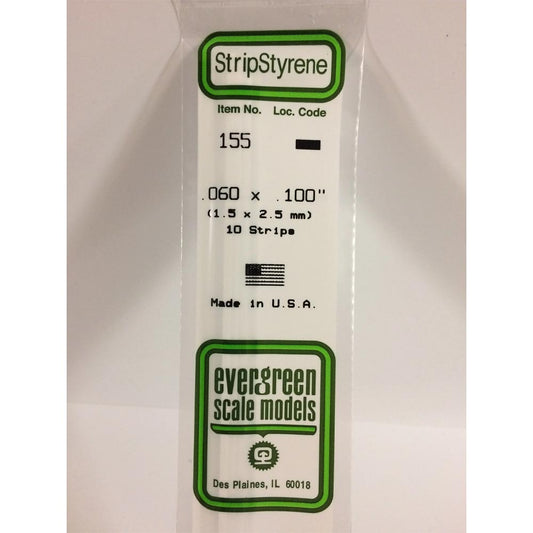 StripStyrene
Item No. Loc. Code
155
.060 x .100"
(1.5 x 2.5 mm)
10 Strips
Made in U.S.A.
evergreen
scale models
Des Plaines, IL 60018